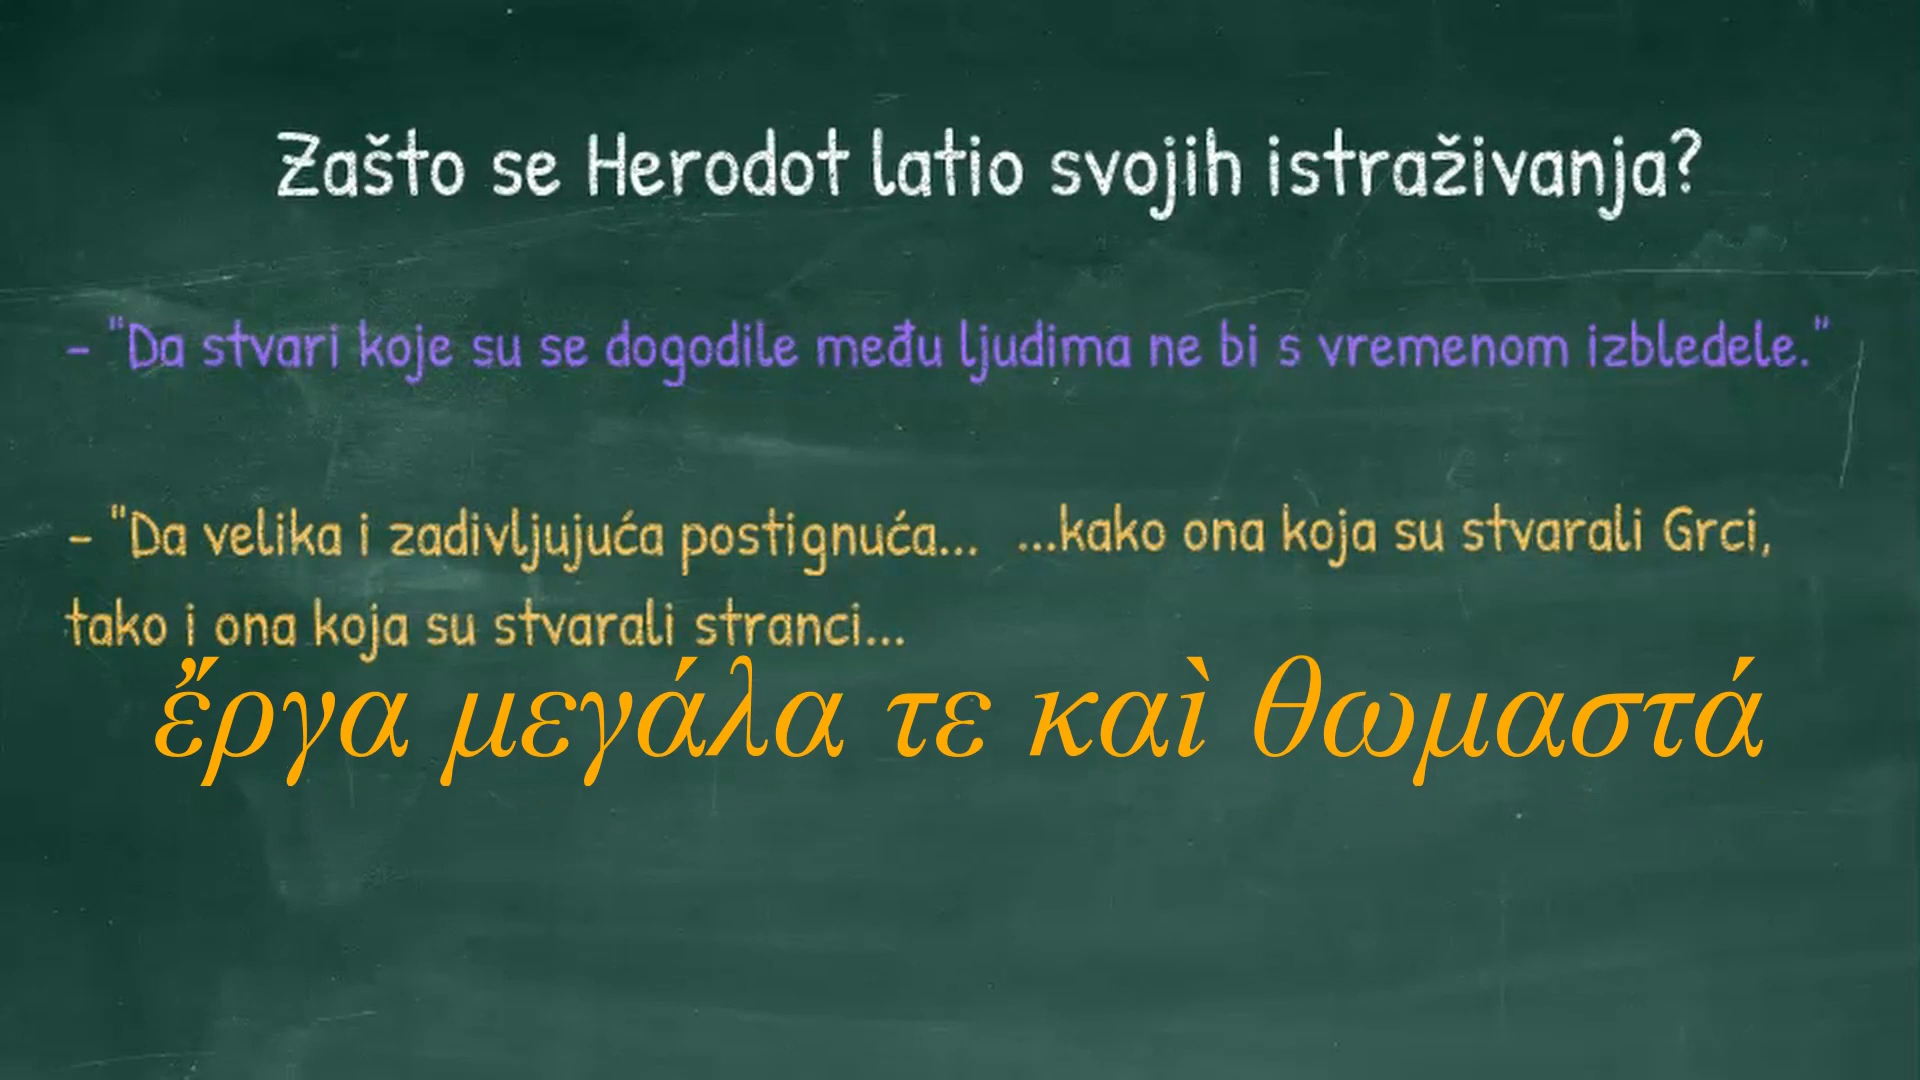 Zašto se Herodot latio svojih istraživanja?
- "Da stvari koje su se dogodile među ljudima ne bi s vremenom izbledele."
- "Da velika i zadivljujuća postignuća... ...kako ona koja su stvarali Grci,
tako i ona koja su stvarali stranci...
ἔργα μεγάλα τε καὶ θωμαστά